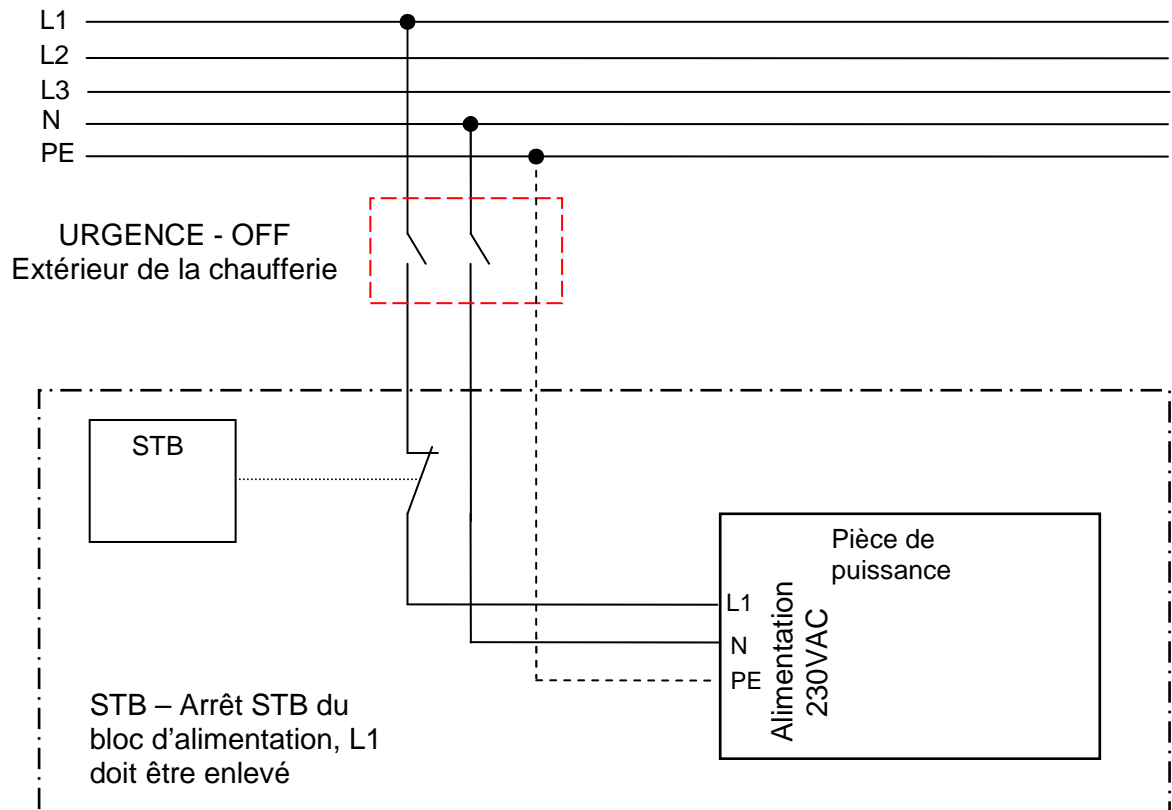 L1
L2
L3
N
PE
URGENCE - OFF
Extérieur de la chaufferie
STB
Pièce de
puissance
L1
N
PE
Alimentation
230VAC
STB – Arrêt STB du
bloc d'alimentation, L1
doit être enlevé